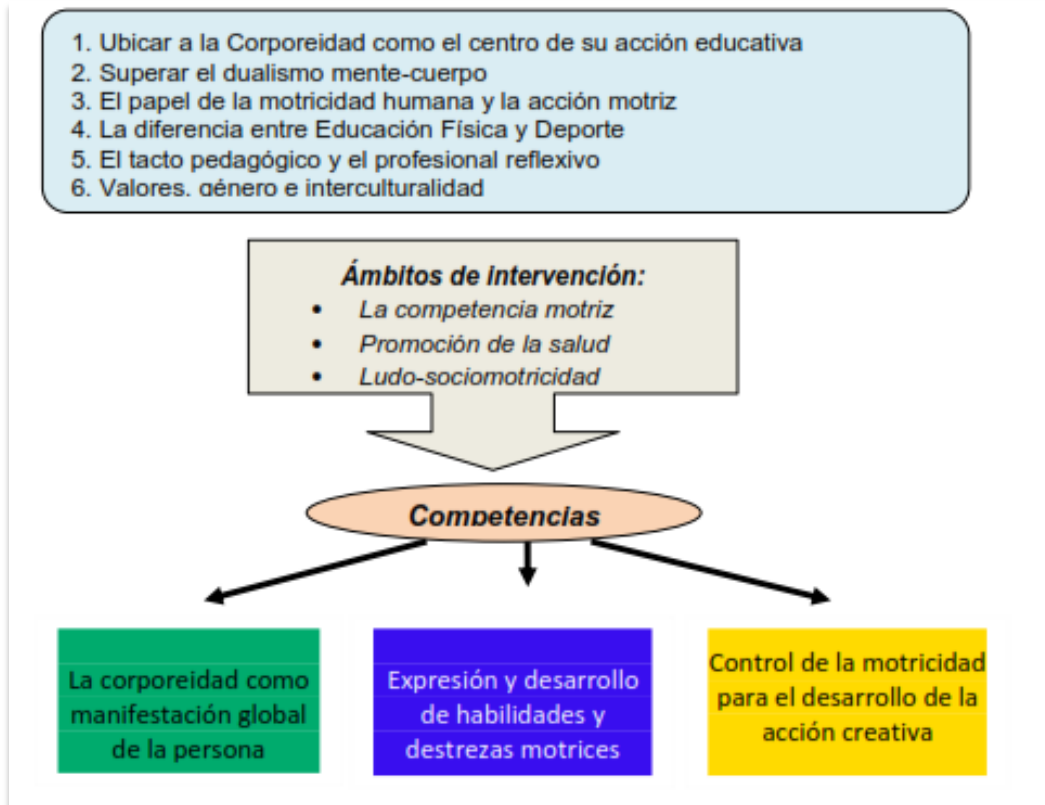 1. Ubicar a la Corporeidad como el centro de su acción educativa
2. Superar el dualismo mente-cuerpo
3. El papel de la motricidad humana y la acción motriz
4. La diferencia entre Educación Física y Deporte
5. El tacto pedagógico y el profesional reflexivo
6. Valores, género e interculturalidad
Ámbitos de intervención:
• La competencia motriz
• Promoción de la salud
• Ludo-sociomotricidad
Competencias
La corporeidad como
manifestación global
de la persona
Expresión y desarrollo
de habilidades y
destrezas motrices
Control de la motricidad
para el desarrollo de la
acción creativa